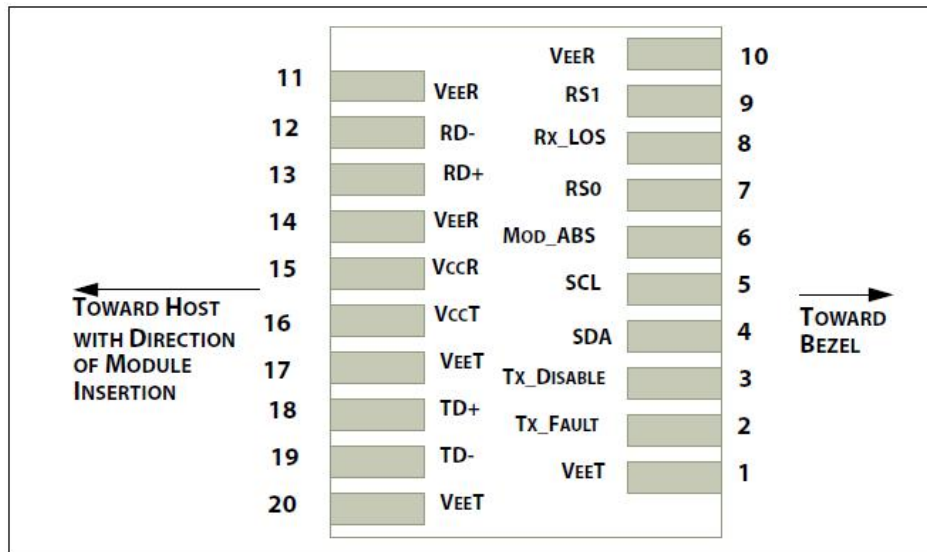 VEER 10
11 VEER
RS1 9
12 RD-
RX_LOS 8
13 RD+
RS0 7
14 VEER
MOD_ABS 6
15 VCCR
SCL 5
TOWARD HOST
WITH DIRECTION
OF MODULE
INSERTION
16 VCCT
SDA 4
TOWARD
BEZEL
17 VEET
TX_DISABLE 3
18 TD+
TX_FAULT 2
19 TD-
VEET 1
20 VEET